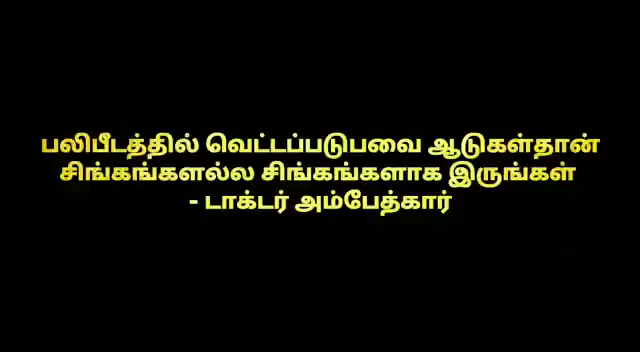 பலிபீடத்தில் வெட்டப்படுபவை ஆடுகள்தான்
சிங்கங்களல்ல சிங்கங்களாக இருங்கள்
- டாக்டர் அம்பேத்கார்